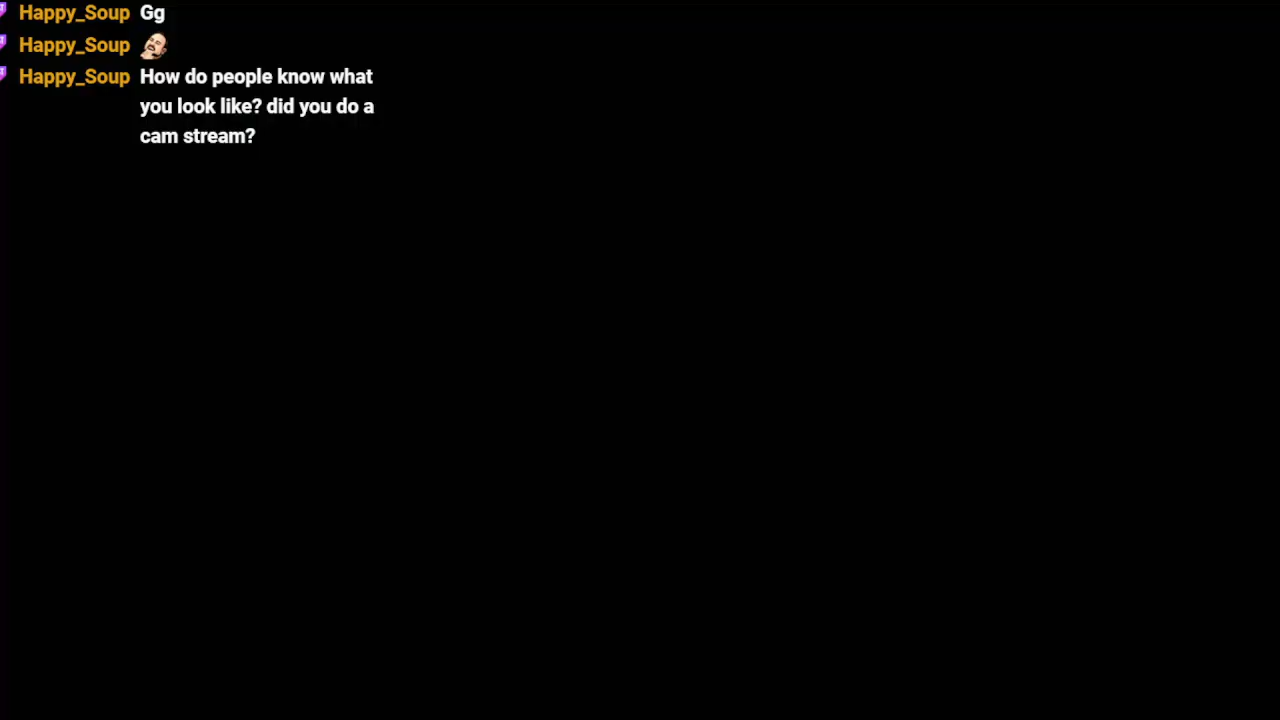 Happy_Soup Gg
Happy_Soup
Happy_Soup How do people know what
you look like? did you do a
cam stream?